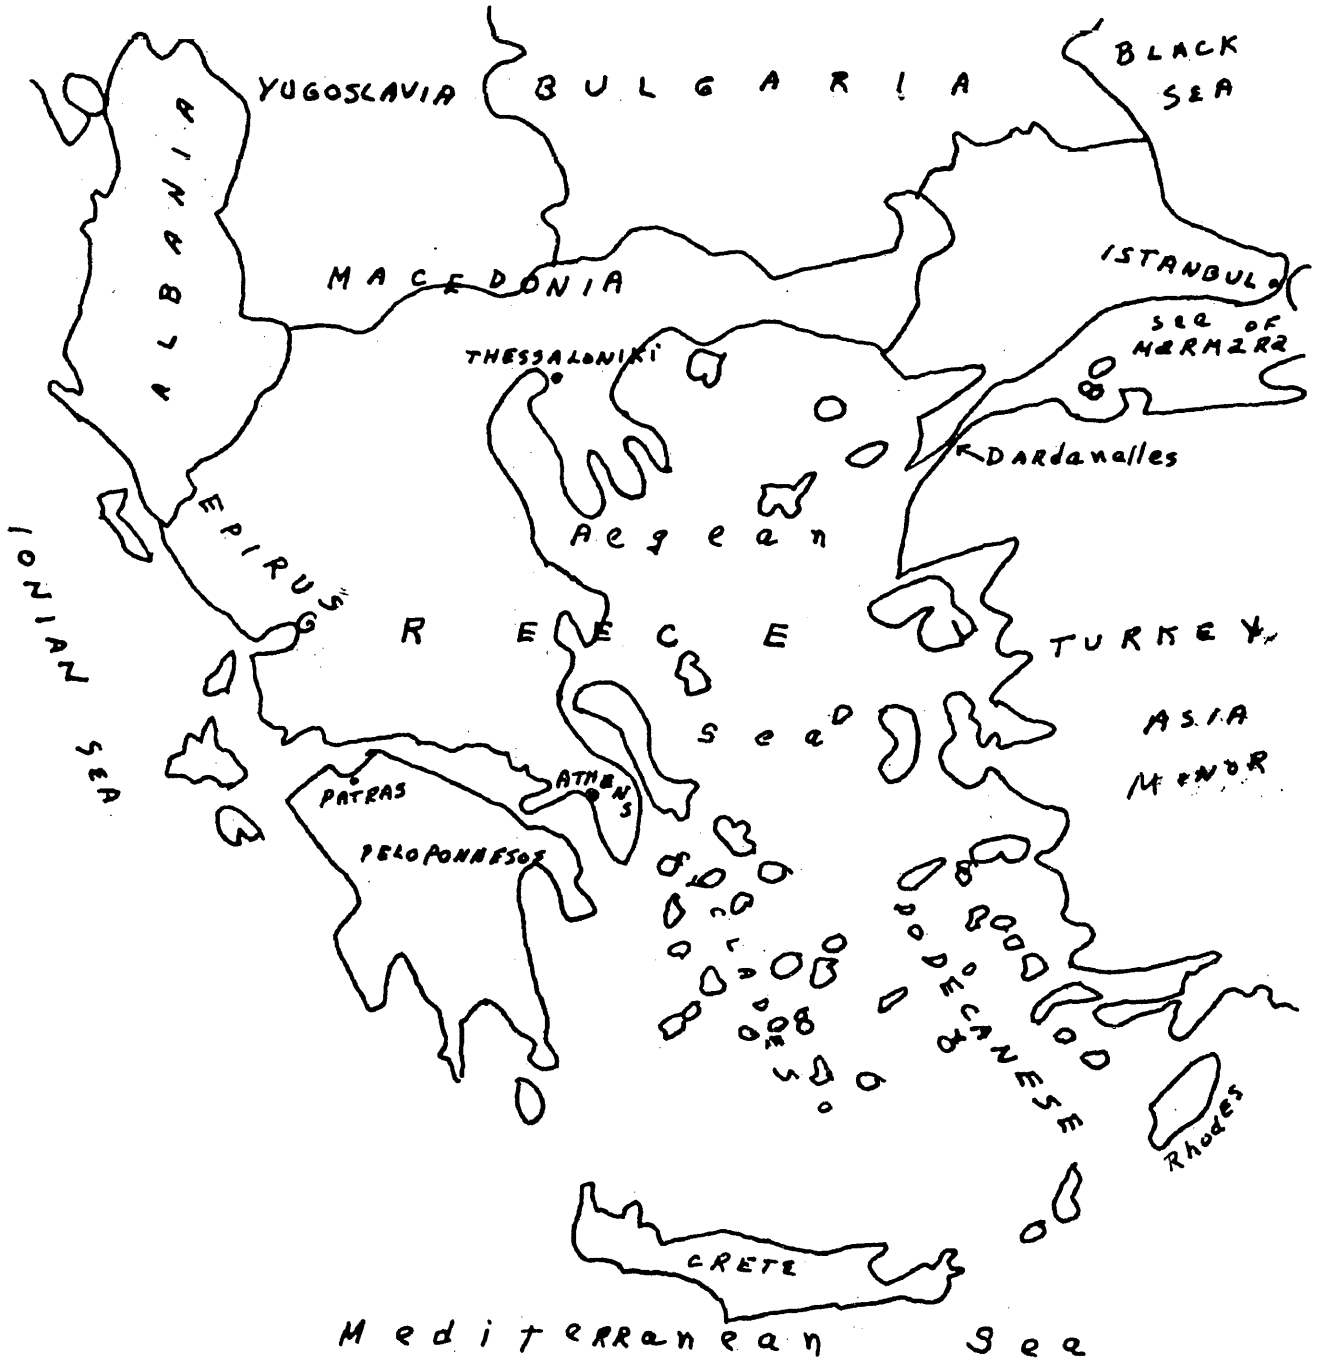 BLACK
SEA
YUGOSLAVIA
BULGARIA
ALBANIA
ISTANBUL
MACEDONIA
Sea OF
MARMARA
THESSALONIKi
DARdanelles
EPIRUS
Aegean
IONIAN SEA
GREECE
TURKEY
Sea
ASIA
MINOR
PATRAS
ATHENS
PELOPONNESOS
CYCLADES
DODECANESE
Rhodes
CRETE
MediTeRRanean Sea